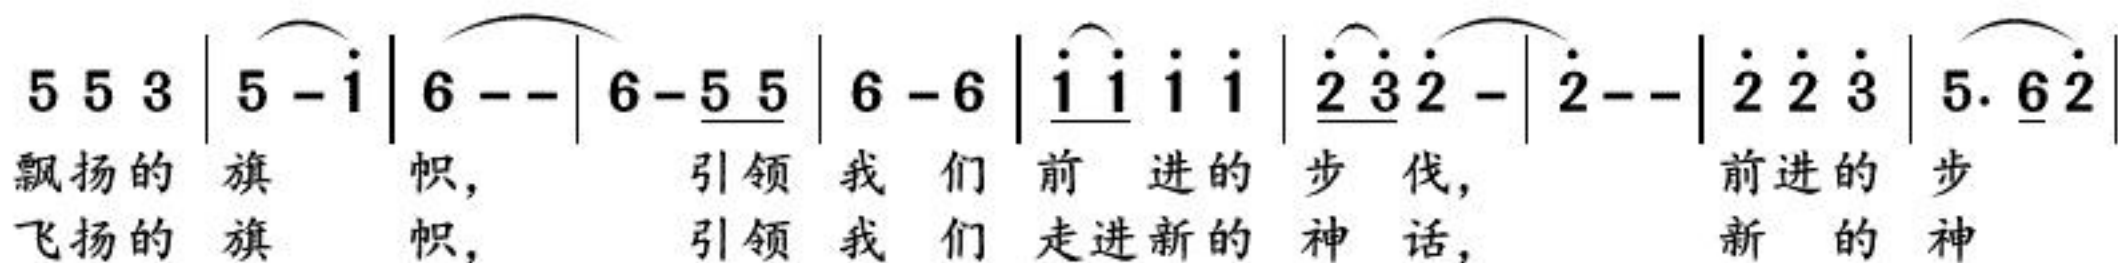 5 5 3 | 5 – 1̇ | 6 – – | 6 – 5 5 | 6 – 6 | 1̇ 1̇ 1̇ 1̇ | 2̇ 3̇ 2̇ – | 2̇ – – | 2̇ 2̇ 3̇ | 5. 6 2̇ |
飘扬的 旗 帜, 引领 我 们 前 进的 步 伐, 前进的 步
飞扬的 旗 帜, 引领 我 们 走进新的 神 话, 新 的 神